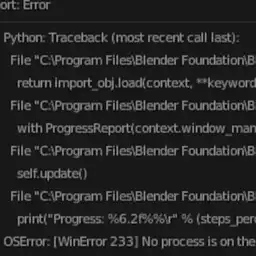 ort: Error
Python: Traceback (most recent call last):
File "C:\Program Files\Blender Foundation\B
return import_obj.load(context, **keyword
File "C:\Program Files\Blender Foundation\B
with ProgressReport(context.window_man
File "C:\Program Files\Blender Foundation\B
self.update()
File "C:\Program Files\Blender Foundation\B
print("Progress: %6.2f%%\r" % (steps_per
OSError: [WinError 233] No process is on the